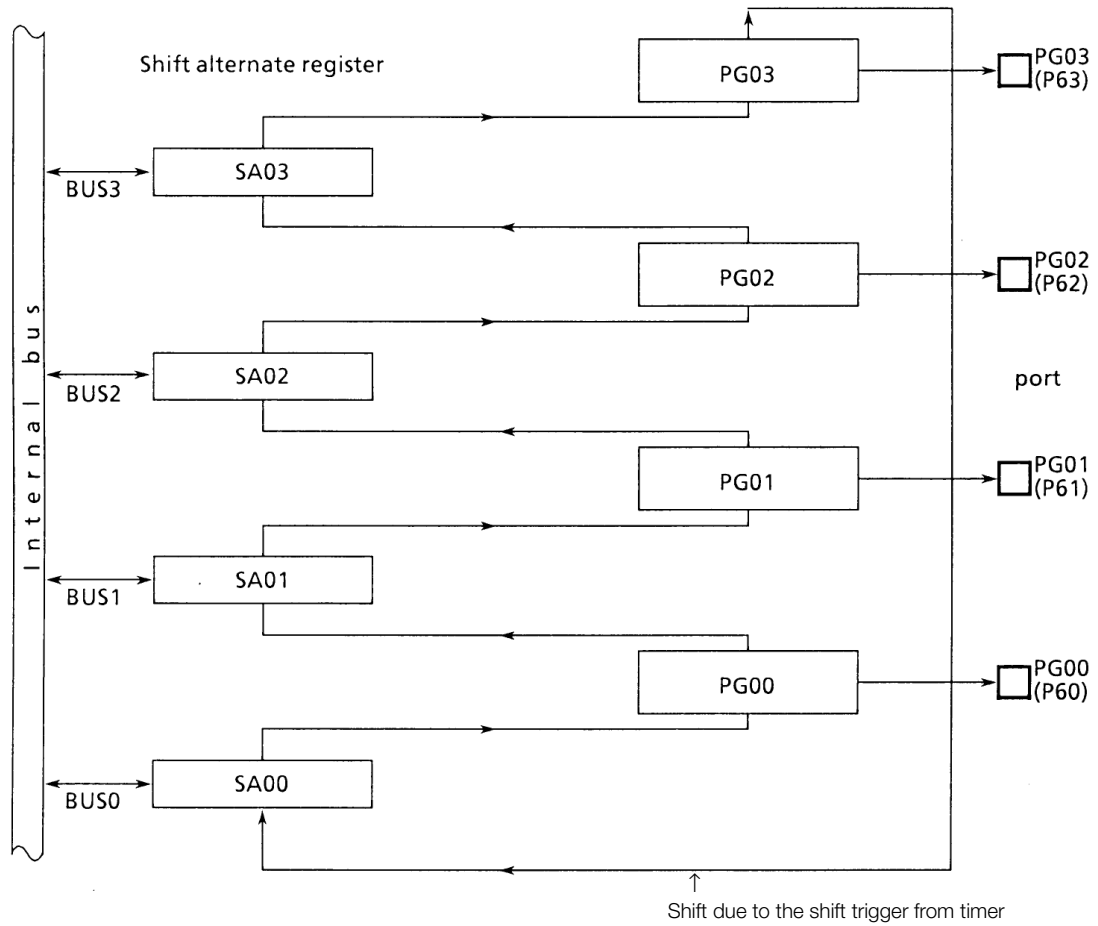 Shift alternate register
PG03
PG03
(P63)
SA03
BUS3
PG02
PG02
(P62)
Internal bus
SA02
BUS2
port
PG01
PG01
(P61)
SA01
BUS1
PG00
PG00
(P60)
SA00
BUS0
↑
Shift due to the shift trigger from timer